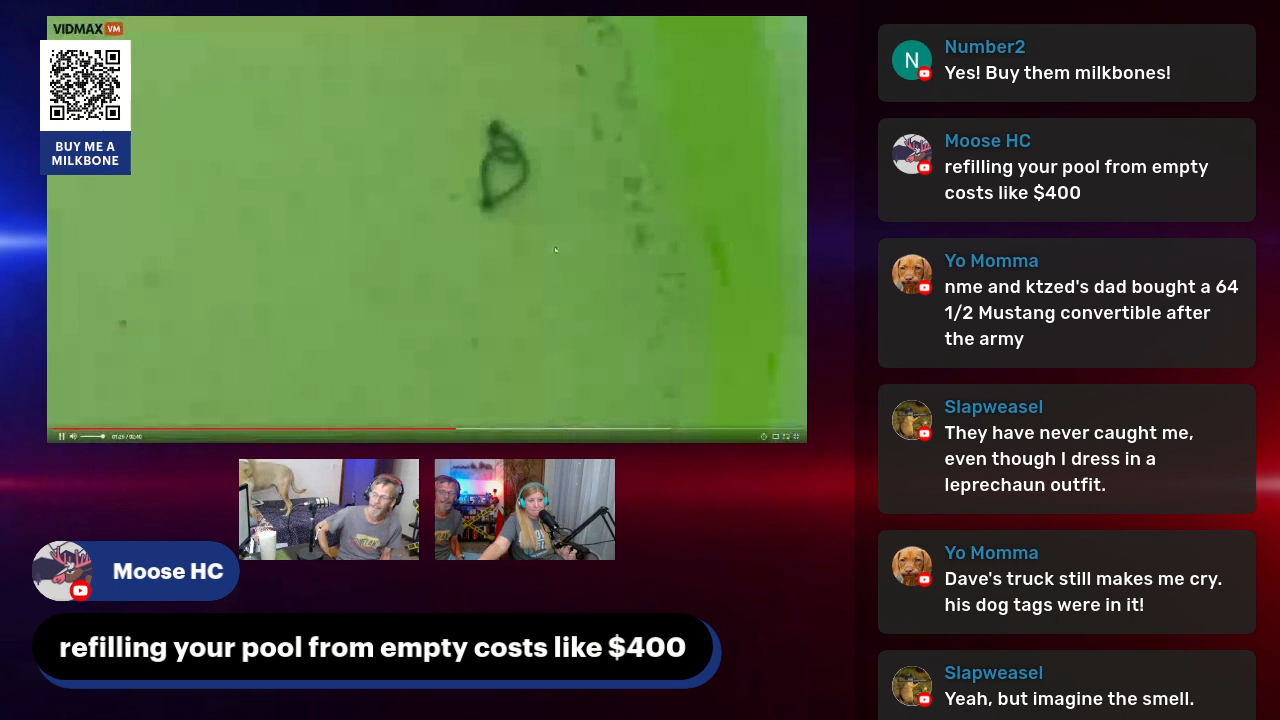 VIDMAX VM
BUY ME A
MILKBONE
Moose HC
refilling your pool from empty costs like $400
N
Number2
Yes! Buy them milkbones!
Moose HC
refilling your pool from empty
costs like $400
Yo Momma
nme and ktzed's dad bought a 64
1/2 Mustang convertible after
the army
Slapweasel
They have never caught me,
even though I dress in a
leprechaun outfit.
Yo Momma
Dave's truck still makes me cry.
his dog tags were in it!
Slapweasel
Yeah, but imagine the smell.